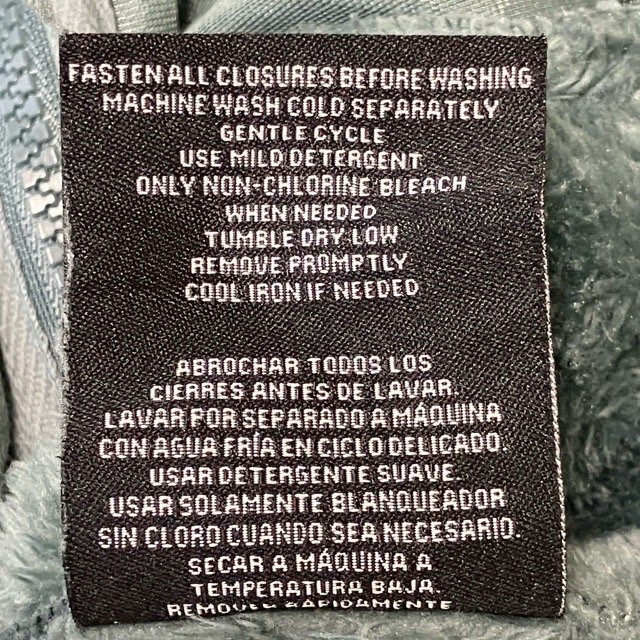 FASTEN ALL CLOSURES BEFORE WASHING
MACHINE WASH COLD SEPARATELY
GENTLE CYCLE
USE MILD DETERGENT
ONLY NON-CHLORINE BLEACH
WHEN NEEDED
TUMBLE DRY LOW
REMOVE PROMPTLY
COOL IRON IF NEEDED
ABROCHAR TODOS LOS
CIERRES ANTES DE LAVAR.
LAVAR POR SEPARADO A MÁQUINA
CON AGUA FRÍA EN CICLO DELICADO.
USAR DETERGENTE SUAVE.
USAR SOLAMENTE BLANQUEADOR
SIN CLORO CUANDO SEA NECESARIO.
SECAR A MÁQUINA A
TEMPERATURA BAJA.
REMOVER RÁPIDAMENTE